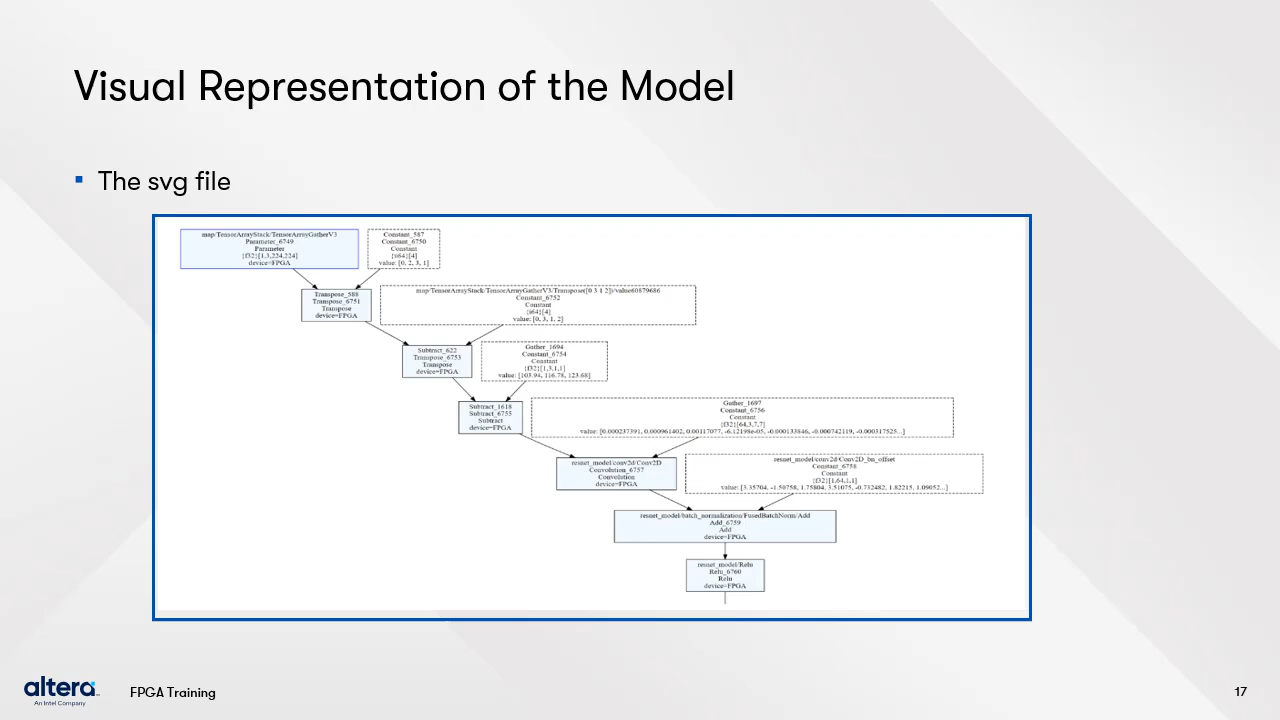 Visual Representation of the Model
▪ The svg file
map/TensorArrayStack/TensorArrayGatherV3
Parameter_6749
Parameter
{f32}[1,3,224,224]
device=FPGA
Constant_587
Constant_6750
Constant
{i64}[4]
value: [0, 2, 3, 1]
Transpose_588
Transpose_6751
Transpose
device=FPGA
map/TensorArrayStack/TensorArrayGatherV3/Transpose([0 3 1 2])/value60879686
Constant_6752
Constant
{i64}[4]
value: [0, 3, 1, 2]
Subtract_622
Transpose_6753
Transpose
device=FPGA
Gather_1694
Constant_6754
Constant
{f32}[1,3,1,1]
value: [103.94, 116.78, 123.68]
Subtract_1618
Subtract_6755
Subtract
device=FPGA
Gather_1697
Constant_6756
Constant
{f32}[64,3,7,7]
value: [0.000237391, 0.000961402, 0.00117077, -6.12198e-05, -0.000133846, -0.000742119, -0.000317525...]
resnet_model/conv2d/Conv2D
Convolution_6757
Convolution
device=FPGA
resnet_model/conv2d/Conv2D_bn_offset
Constant_6758
Constant
{f32}[1,64,1,1]
value: [3.35704, -1.50758, 1.75804, 3.51075, -0.732482, 1.82215, 1.09052...]
resnet_model/batch_normalization/FusedBatchNorm/Add
Add_6759
Add
device=FPGA
resnet_model/Relu
Relu_6760
Relu
device=FPGA
altera
An Intel Company
FPGA Training
17